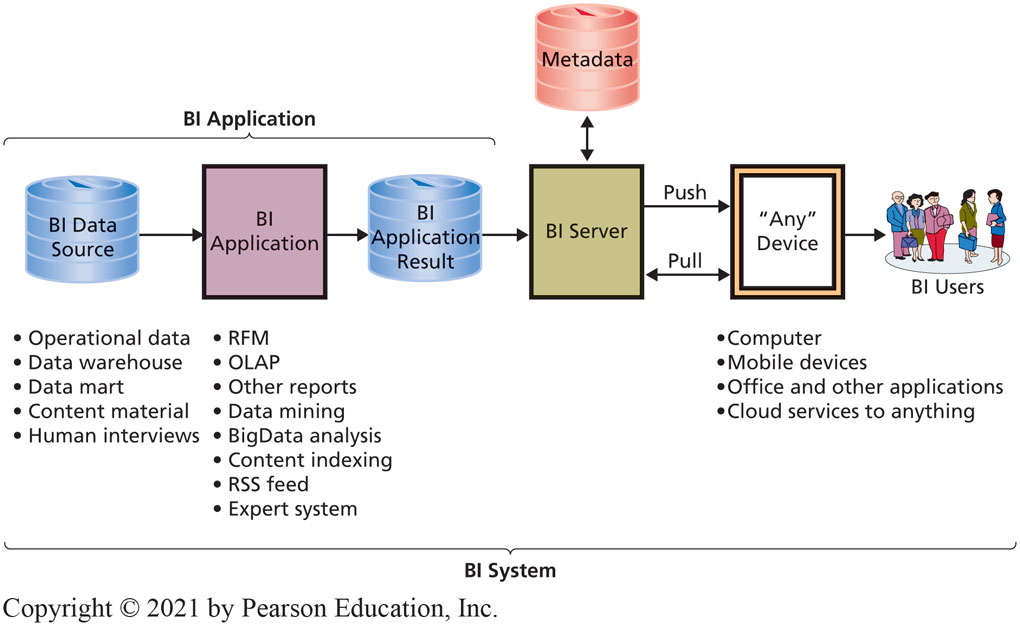 Metadata
BI Application
BI Data
Source
BI
Application
BI
Application
Result
BI Server
Push
Pull
“Any”
Device
BI Users
• Operational data
• Data warehouse
• Data mart
• Content material
• Human interviews
• RFM
• OLAP
• Other reports
• Data mining
• BigData analysis
• Content indexing
• RSS feed
• Expert system
•Computer
•Mobile devices
•Office and other applications
•Cloud services to anything
BI System
Copyright © 2021 by Pearson Education, Inc.